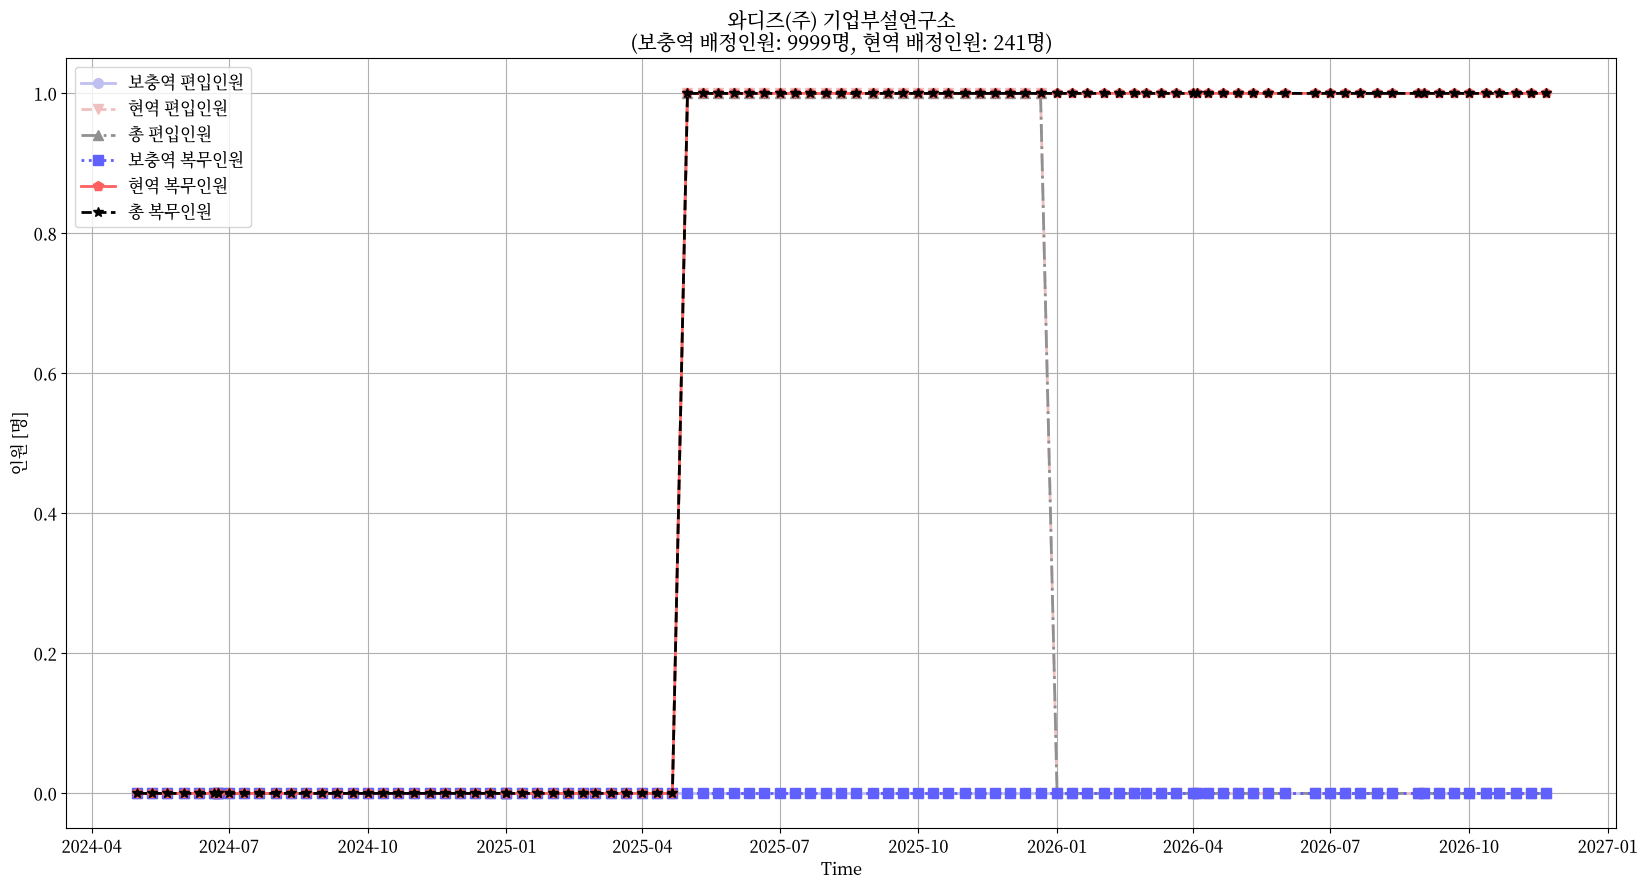 와디즈(주) 기업부설연구소
(보충역 배정인원: 9999명, 현역 배정인원: 241명)
보충역 편입인원
현역 편입인원
총 편입인원
보충역 복무인원
현역 복무인원
총 복무인원
인원 [명]
1.0
0.8
0.6
0.4
0.2
0.0
2024-04
2024-07
2024-10
2025-01
2025-04
2025-07
2025-10
2026-01
2026-04
2026-07
2026-10
2027-01
Time